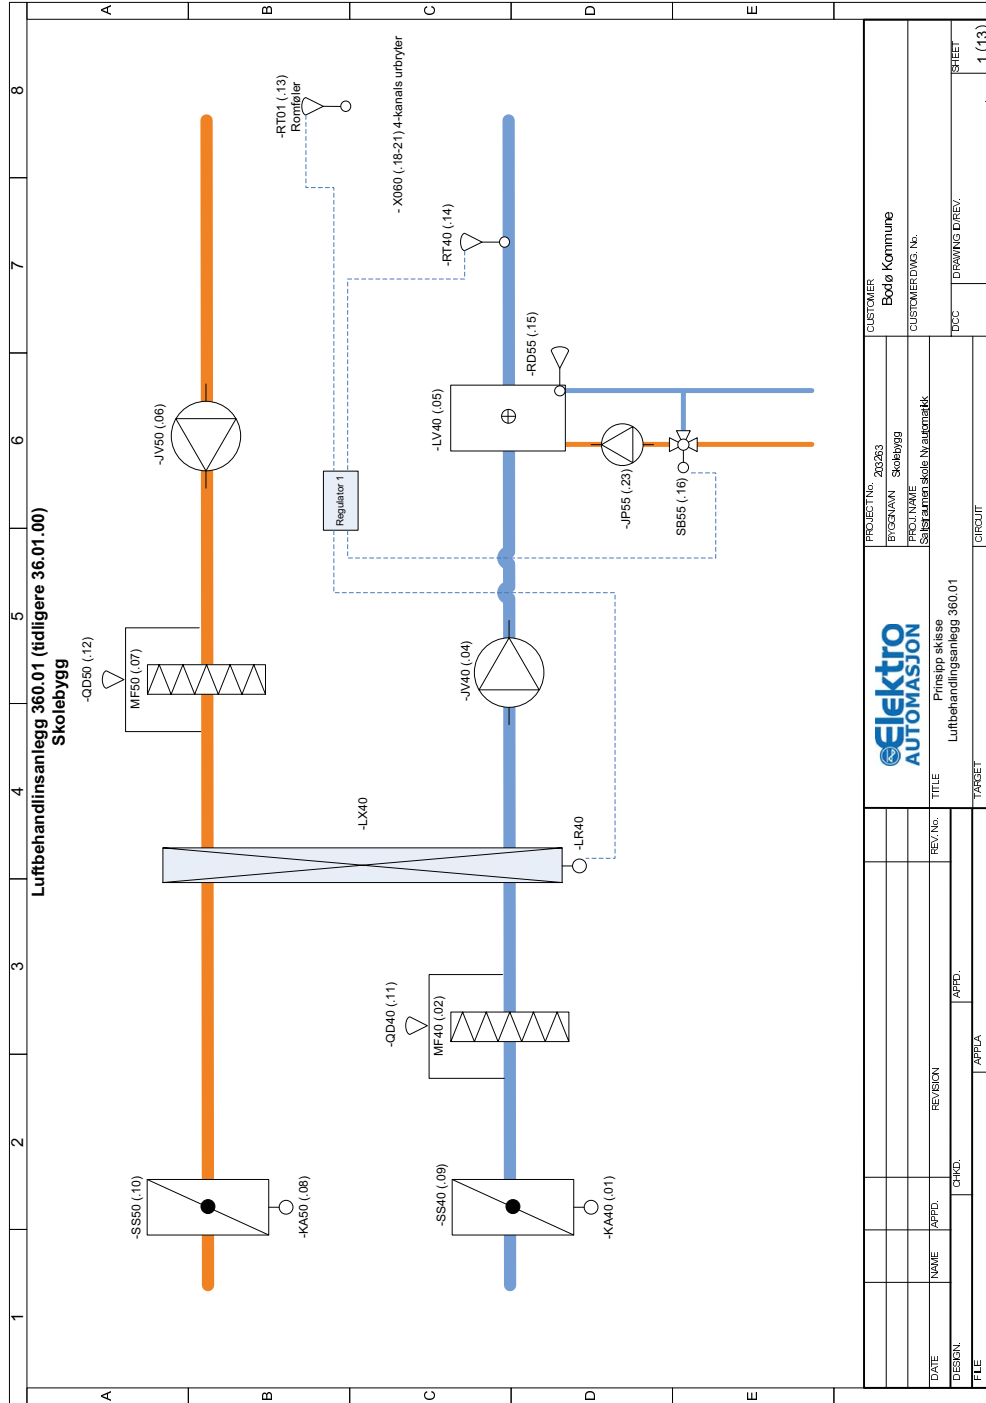 Luftbehandlinsanlegg 360.01 (tidligere 36.01.00)
Skolebygg
1
2
3
4
5
6
7
8
A
B
C
D
E
A
B
C
D
E
-SS50 (.10)
-KA50 (.08)
-QD50 (.12)
MF50 (.07)
-JV50 (.06)
-RT01 (.13)
Romføler
- X060 (.18-21) 4-kanals urbryter
-LX40
-LR40
Regulator 1
-SS40 (.09)
-KA40 (.01)
-QD40 (.11)
MF40 (.02)
-JV40 (.04)
-LV40 (.05)
-RT40 (.14)
-RD55 (.15)
-JP55 (.23)
SB55 (.16)
DATE
NAME
APPD.
REVISION
REV. No.
DESIGN.
CHKD.
APPD.
FILE
APPLA
Elektro
AUTOMASJON
TITLE
Prinsipp skisse
Luftbehandlingsanlegg 360.01
TARGET
CIRCUIT
PROJECT No.
203263
BYGGNAVN
Skolebygg
PROJ. NAME
Saltstraumen skole. Ny automatikk
CUSTOMER
Bodø Kommune
CUSTOMER DWG. No.
DCC
DRAWING ID/REV.
SHEET
1 (13)